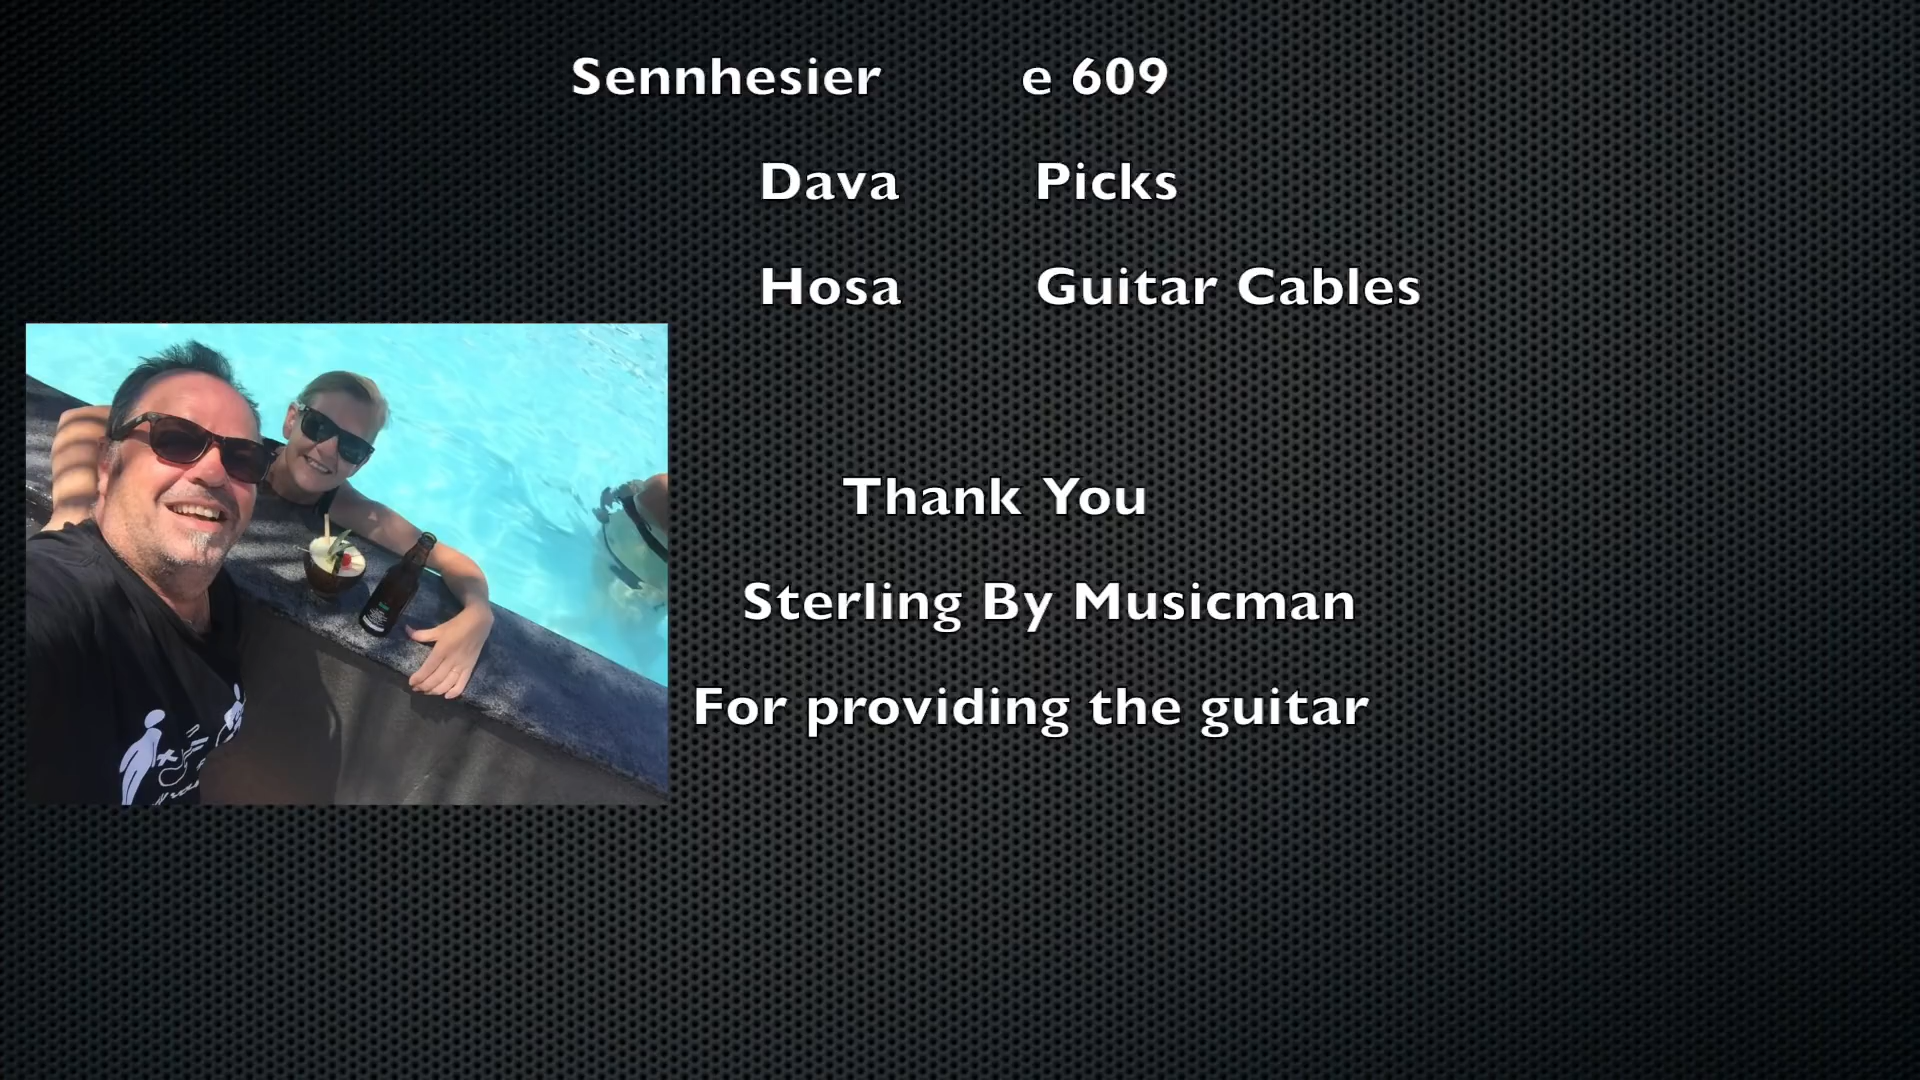 Sennhesier e 609
Dava Picks
Hosa Guitar Cables
Thank You
Sterling By Musicman
For providing the guitar